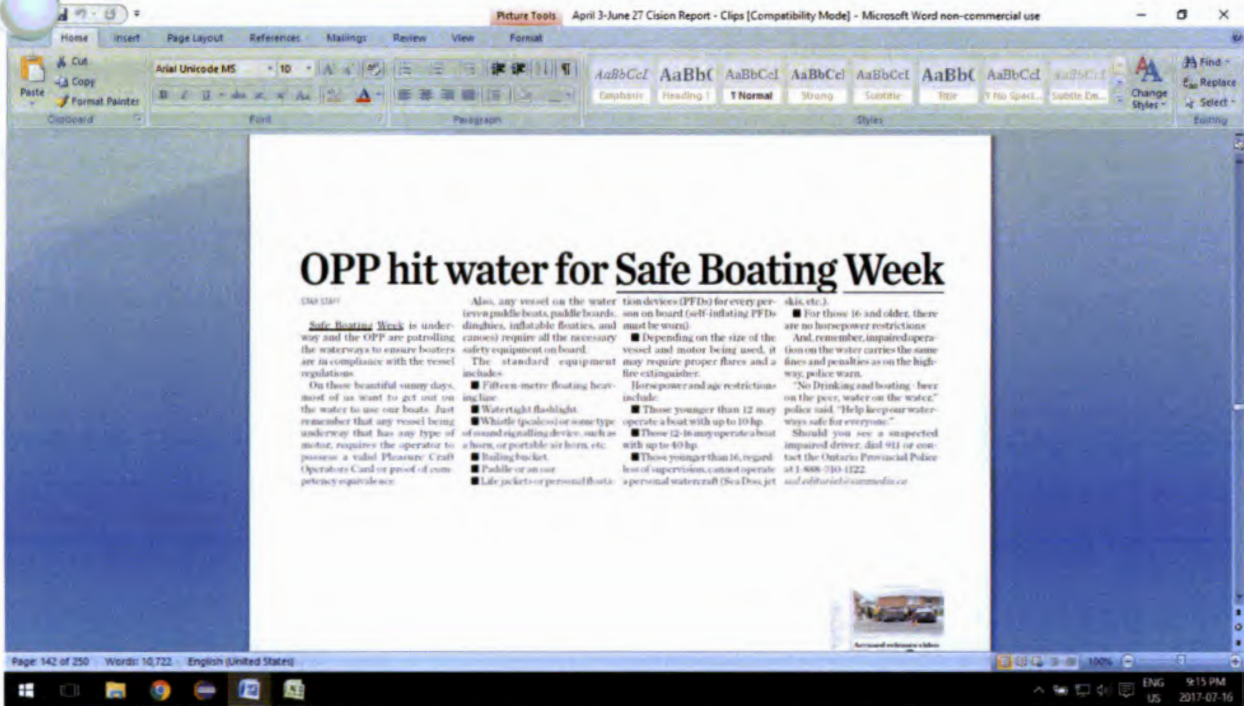 Picture Tools April 3-June 27 Cision Report - Clips [Compatibility Mode] - Microsoft Word non-commercial use
Home Insert Page Layout References Mailings Review View Format
Cut
Copy
Format Painter
Paste
Clipboard
Arial Unicode MS 10
Font
Paragraph
AaBbCcI AaBb( AaBbCcI AaBbCcI AaBbCcI AaBb( AaBbCcI
Emphasis Heading 1 ¶ Normal Strong Subtitle Title ¶ No Spaci... Subtle Em...
Change Styles
Styles
Find
Replace
Select
Editing
OPP hit water for Safe Boating Week
STAR STAFF
Safe Boating Week is under-
way and the OPP are patrolling
the waterways to ensure boaters
are in compliance with the vessel
regulations.
On those beautiful sunny days,
most of us want to get out on
the water to use our boats. Just
remember that any vessel being
underway that has any type of
motor, requires the operator to
possess a valid Pleasure Craft
Operators Card or proof of com-
petency equivalence.
Also, any vessel on the water
(even paddle boats, paddle boards,
dinghies, inflatable floaties, and
canoes) require all the necessary
safety equipment on board.
The standard equipment
includes
■ Fifteen-metre floating heav-
ing line.
■ Watertight flashlight.
■ Whistle (pealess) or some type
of sound signalling device, such as
a horn, or portable air horn, etc.
■ Bailing bucket.
■ Paddle or an oar.
■ Life jackets or personal flota-
tion devices (PFDs) for every per-
son on board (self-inflating PFDs
must be worn)
■ Depending on the size of the
vessel and motor being used, it
may require proper flares and a
fire extinguisher.
Horsepower and age restrictions
include
■ Those younger than 12 may
operate a boat with up to 10 hp.
■ Those 12-16 may operate a boat
with up to 40 hp.
■ Those younger than 16, regard-
less of supervision, cannot operate
a personal watercraft (Sea Doo, jet
skis, etc.).
■ For those 16 and older, there
are no horsepower restrictions
And, remember, impaired opera-
tion on the water carries the same
fines and penalties as on the high-
way, police warn.
"No Drinking and boating - beer
on the peer, water on the water,"
police said. "Help keep our water-
ways safe for everyone."
Should you see a suspected
impaired driver, dial 911 or con-
tact the Ontario Provincial Police
at 1-888-310-1122
ssd.editorial@sunmedia.ca
Accused video
Page: 142 of 250 Words: 10,722 English (United States)
100%
ENG
US
9:15 PM
2017-07-16